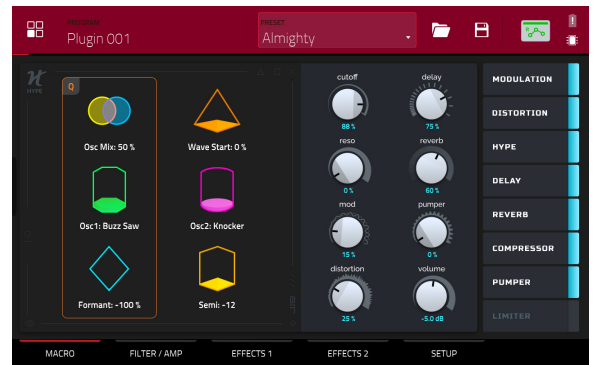 PROGRAM
Plugin 001
PRESET
Almighty
!
HYPE
Q
Osc Mix: 50 %
Wave Start: 0 %
Osc1: Buzz Saw
Osc2: Knocker
Formant: -100 %
Semi: -12
cutoff
delay
88 %
75 %
reso
reverb
0 %
60 %
mod
pumper
15 %
0 %
distortion
volume
25 %
-5.0 dB
MODULATION
DISTORTION
HYPE
DELAY
REVERB
COMPRESSOR
PUMPER
LIMITER
MACRO
FILTER / AMP
EFFECTS 1
EFFECTS 2
SETUP